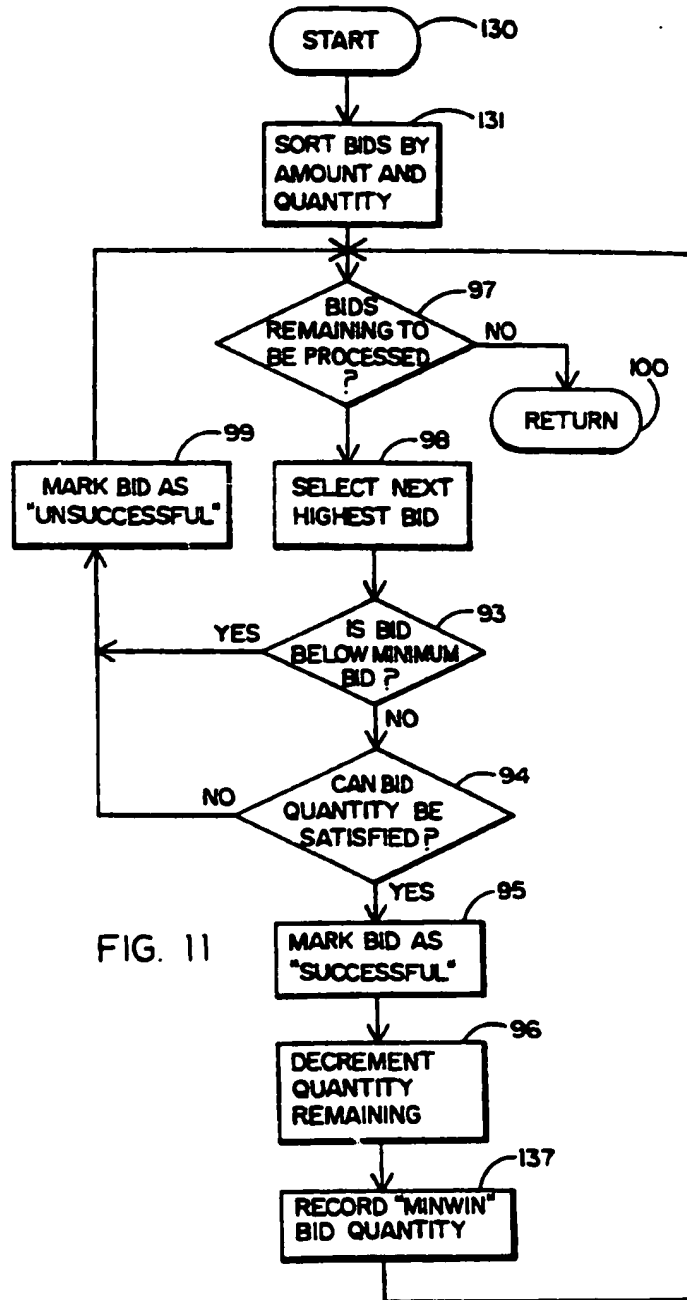 START
130
131
SORT BIDS BY
AMOUNT AND
QUANTITY
97
BIDS
REMAINING TO
BE PROCESSED
?
NO
RETURN
100
99
MARK BID AS
"UNSUCCESSFUL"
98
SELECT NEXT
HIGHEST BID
93
YES
IS BID
BELOW MINIMUM
BID ?
NO
94
NO
CAN BID
QUANTITY BE
SATISFIED?
YES
95
MARK BID AS
"SUCCESSFUL"
FIG. 11
96
DECREMENT
QUANTITY
REMAINING
137
RECORD "MINWIN"
BID QUANTITY